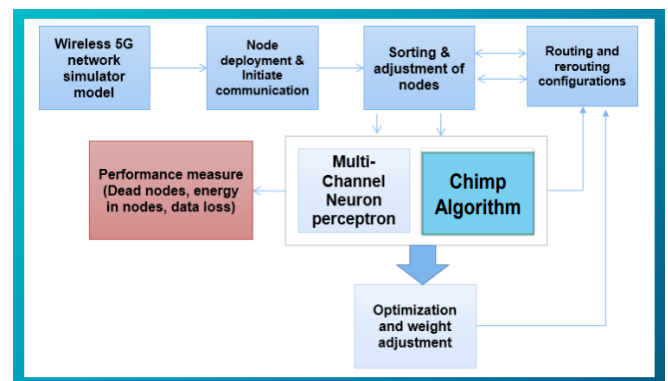 Wireless 5G
network
simulator
model
Node
deployment &
Initiate
communication
Sorting &
adjustment of
nodes
Routing and
rerouting
configurations
Performance measure
(Dead nodes, energy
in nodes, data loss)
Multi-
Channel
Neuron
perceptron
Chimp
Algorithm
Optimization
and weight
adjustment